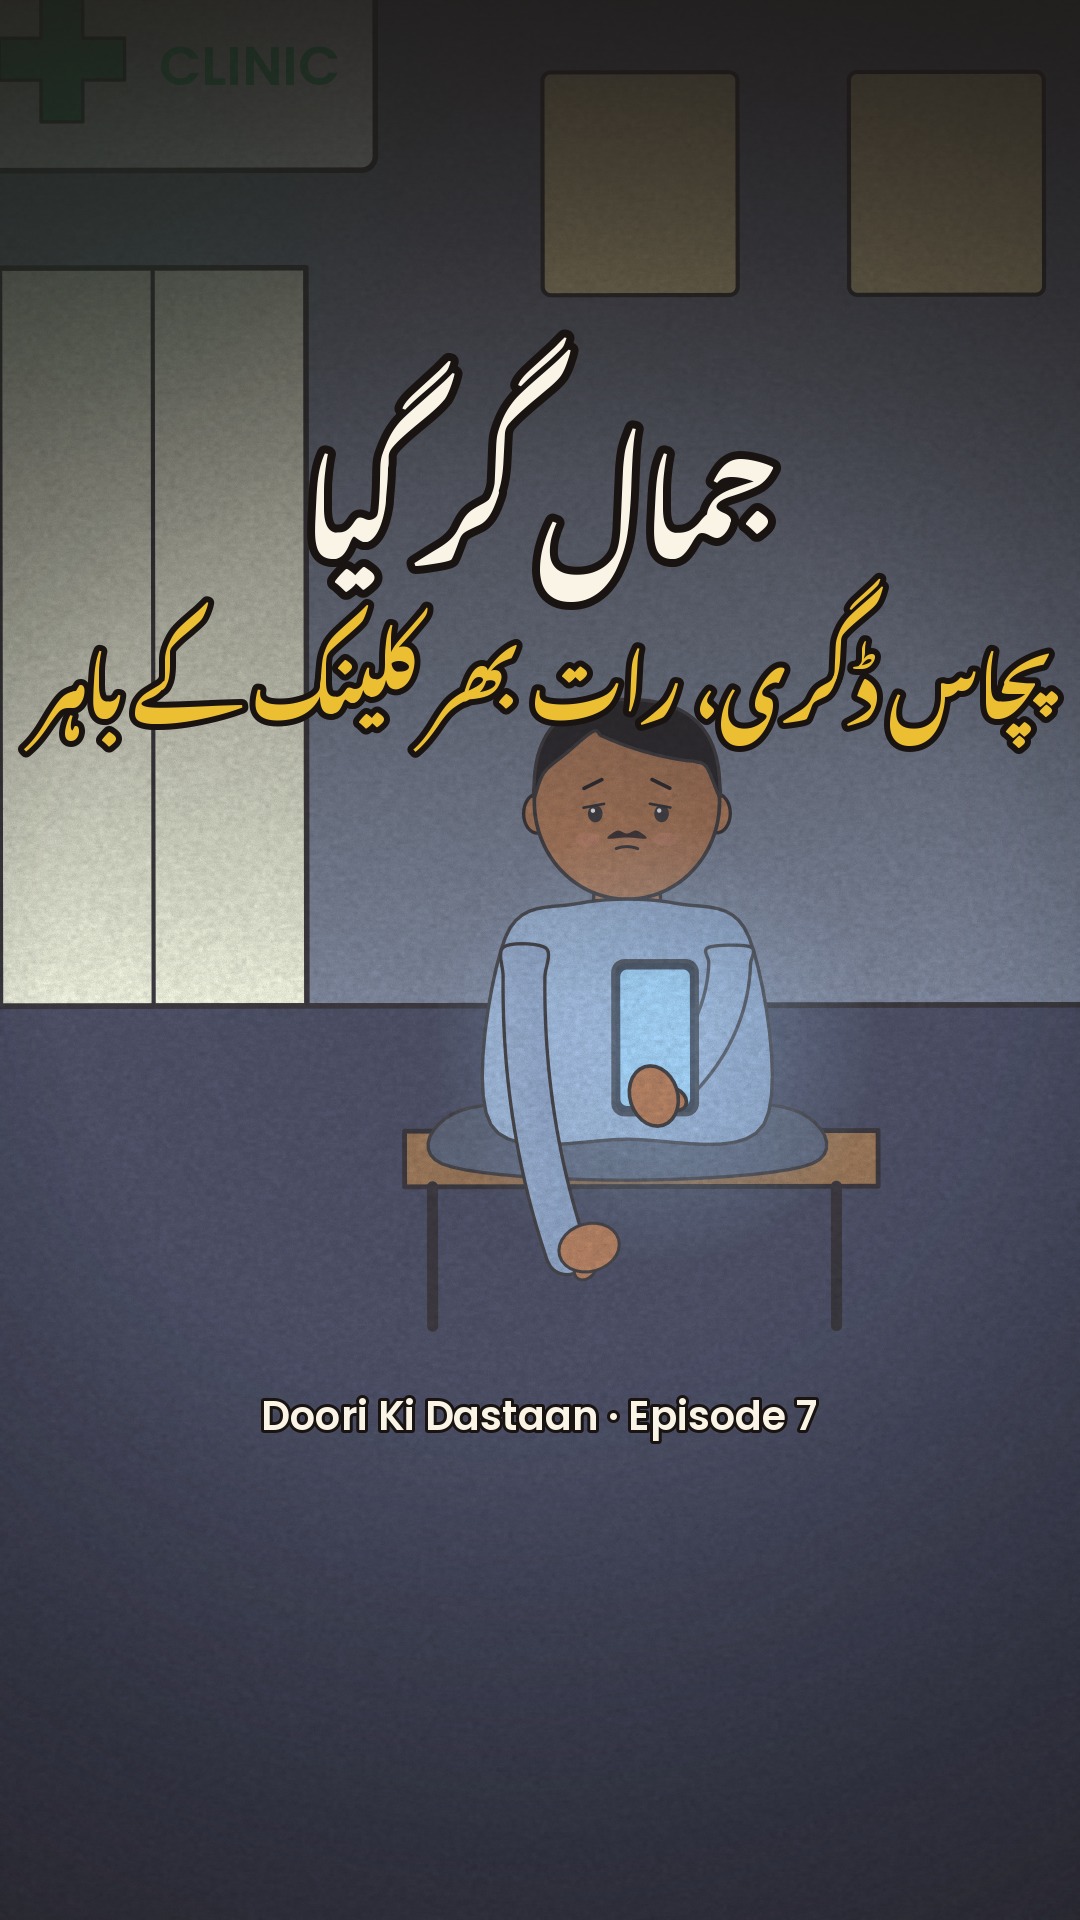 CLINIC
جمال گر گیا
پچاس ڈگری، رات بھر کلینک کے باہر
Doori Ki Dastaan · Episode 7